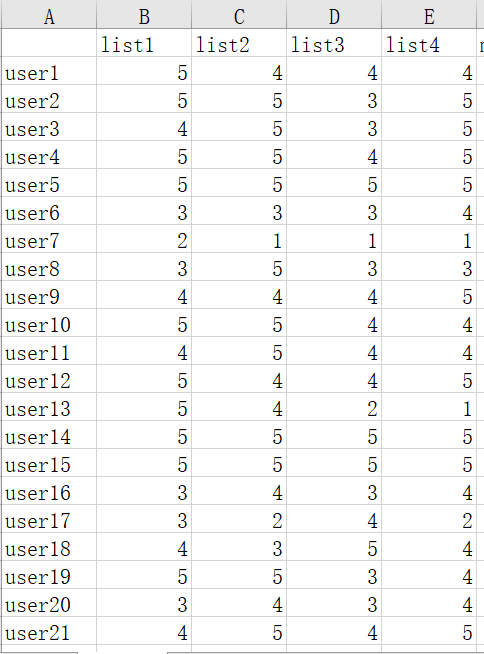 A B C D E
list1 list2 list3 list4
user1 5 4 4 4
user2 5 5 3 5
user3 4 5 3 5
user4 5 5 4 5
user5 5 5 5 5
user6 3 3 3 4
user7 2 1 1 1
user8 3 5 3 3
user9 4 4 4 5
user10 5 5 4 4
user11 4 5 4 4
user12 5 4 4 5
user13 5 4 2 1
user14 5 5 5 5
user15 5 5 5 5
user16 3 4 3 4
user17 3 2 4 2
user18 4 3 5 4
user19 5 5 3 4
user20 3 4 3 4
user21 4 5 4 5